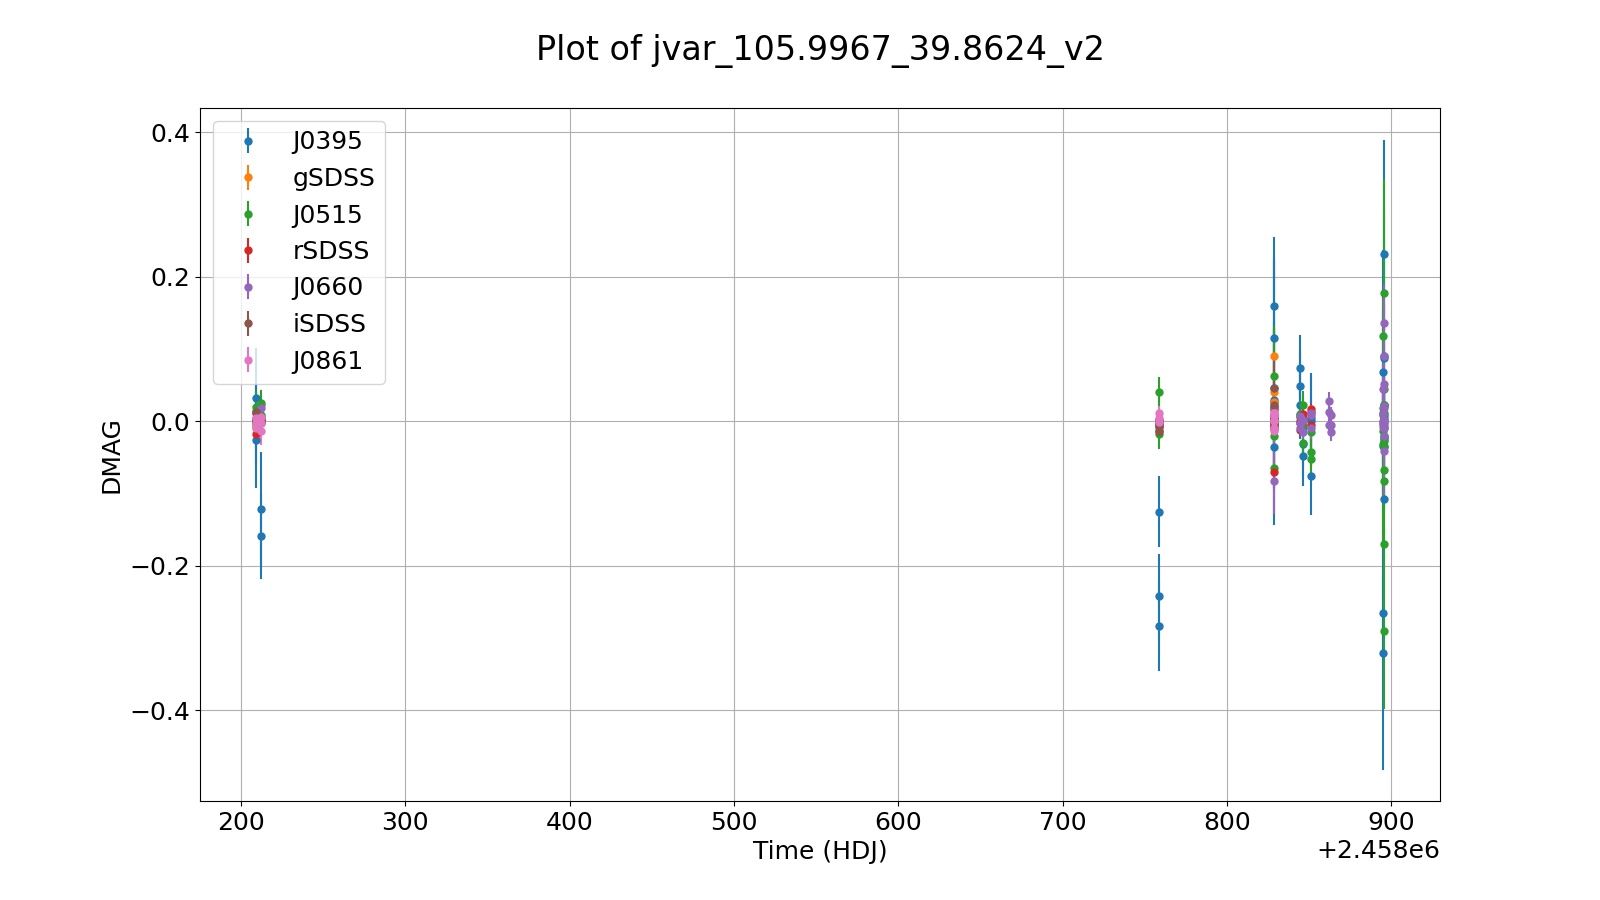 Plot of jvar_105.9967_39.8624_v2
0.4
0.2
0.0
−0.2
−0.4
DMAG
J0395
gSDSS
J0515
rSDSS
J0660
iSDSS
J0861
200 300 400 500 600 700 800 900
Time (HDJ)
+2.458e6